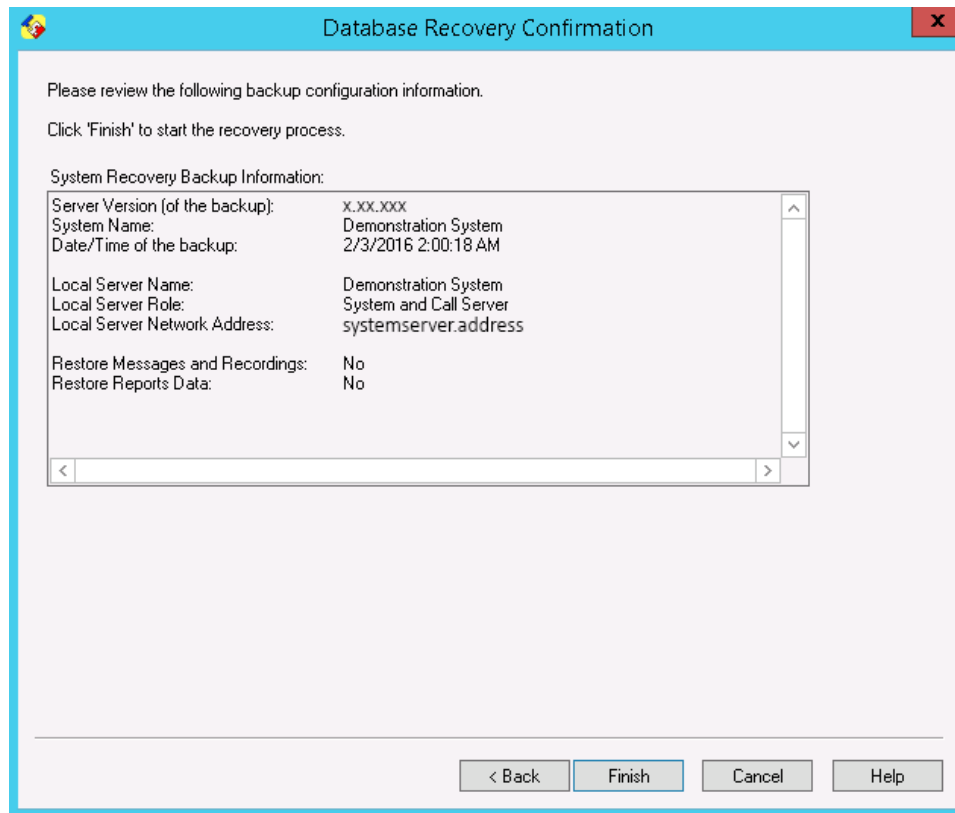 Database Recovery Confirmation
x
Please review the following backup configuration information.
Click 'Finish' to start the recovery process.
System Recovery Backup Information:
Server Version (of the backup): x.xx.xxx
System Name: Demonstration System
Date/Time of the backup: 2/3/2016 2:00:18 AM
Local Server Name: Demonstration System
Local Server Role: System and Call Server
Local Server Network Address: systemserver.address
Restore Messages and Recordings: No
Restore Reports Data: No
< Back Finish Cancel Help